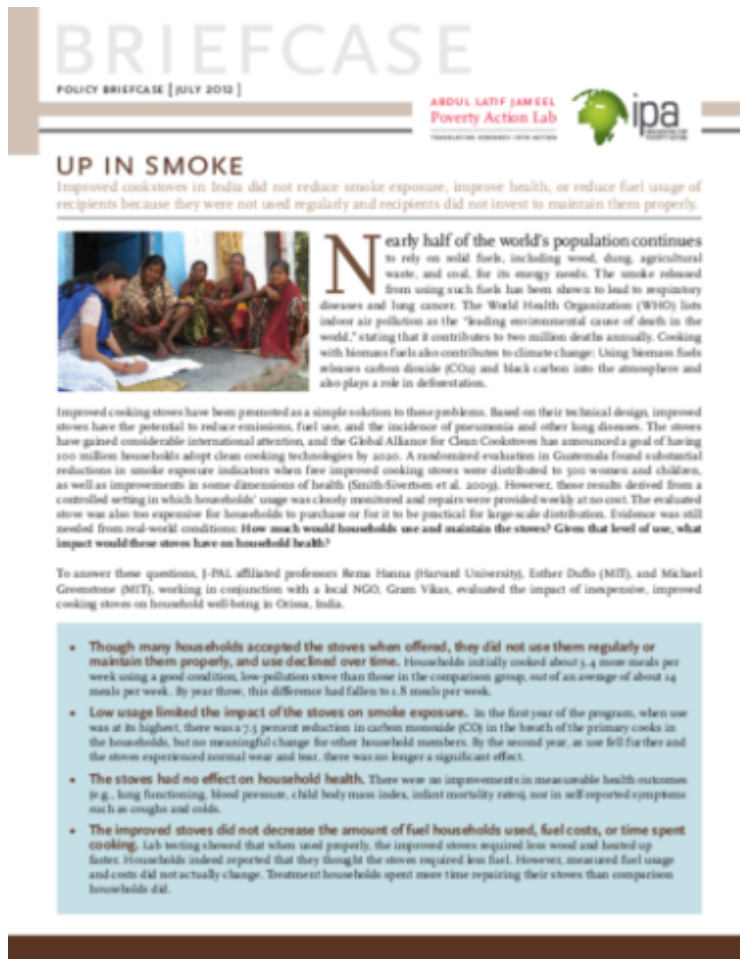 BRIEFCASE
POLICY BRIEFCASE [ JULY 2012 ]
ABDUL LATIF JAMEEL
Poverty Action Lab
TRANSLATING RESEARCH INTO ACTION
ipa
INNOVATIONS FOR
POVERTY ACTION
UP IN SMOKE
Improved cookstoves in India did not reduce smoke exposure, improve health, or reduce fuel usage of
recipients because they were not used regularly and recipients did not invest to maintain them properly.
Nearly half of the world's population continues
to rely on solid fuels, including wood, dung, agricultural
waste, and coal, for its energy needs. The smoke released
from using such fuels has been shown to lead to respiratory
diseases and lung cancer. The World Health Organization (WHO) lists
indoor air pollution as the "leading environmental cause of death in the
world," stating that it contributes to two million deaths annually. Cooking
with biomass fuels also contributes to climate change: Using biomass fuels
releases carbon dioxide (CO2) and black carbon into the atmosphere and
also plays a role in deforestation.
Improved cooking stoves have been promoted as a simple solution to these problems. Based on their technical design, improved
stoves have the potential to reduce emissions, fuel use, and the incidence of pneumonia and other lung diseases. The stoves
have gained considerable international attention, and the Global Alliance for Clean Cookstoves has announced a goal of having
100 million households adopt clean cooking technologies by 2020. A randomized evaluation in Guatemala found substantial
reductions in smoke exposure indicators when free improved cooking stoves were distributed to 500 women and children,
as well as improvements in some dimensions of health (Smith-Sivertsen et al. 2009). However, those results derived from a
controlled setting in which households' usage was closely monitored and repairs were provided weekly at no cost. The evaluated
stove was also too expensive for households to purchase or for it to be practical for large-scale distribution. Evidence was still
needed from real-world conditions: How much would households use and maintain the stoves? Given that level of use, what
impact would these stoves have on household health?
To answer these questions, J-PAL affiliated professors Rema Hanna (Harvard University), Esther Duflo (MIT), and Michael
Greenstone (MIT), working in conjunction with a local NGO, Gram Vikas, evaluated the impact of inexpensive, improved
cooking stoves on household well-being in Orissa, India.
• Though many households accepted the stoves when offered, they did not use them regularly or
maintain them properly, and use declined over time. Households initially cooked about 3.4 more meals per
week using a good condition, low-pollution stove than those in the comparison group, out of an average of about 14
meals per week. By year three, this difference had fallen to 1.8 meals per week.
• Low usage limited the impact of the stoves on smoke exposure. In the first year of the program, when use
was at its highest, there was a 7.5 percent reduction in carbon monoxide (CO) in the breath of the primary cooks in
the households, but no meaningful change for other household members. By the second year, as use fell further and
the stoves experienced normal wear and tear, there was no longer a significant effect.
• The stoves had no effect on household health. There were no improvements in measurable health outcomes
(e.g., lung functioning, blood pressure, child body mass index, infant mortality rates), nor in self-reported symptoms
such as coughs and colds.
• The improved stoves did not decrease the amount of fuel households used, fuel costs, or time spent
cooking. Lab testing showed that when used properly, the improved stoves required less wood and heated up
faster. Households indeed reported that they thought the stoves required less fuel. However, measured fuel usage
and costs did not actually change. Treatment households spent more time repairing their stoves than comparison
households did.